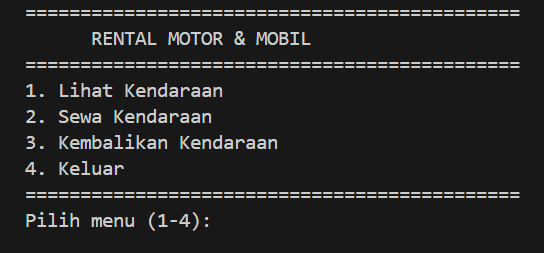 =============================================
RENTAL MOTOR & MOBIL
=============================================
1. Lihat Kendaraan
2. Sewa Kendaraan
3. Kembalikan Kendaraan
4. Keluar
=============================================
Pilih menu (1-4):